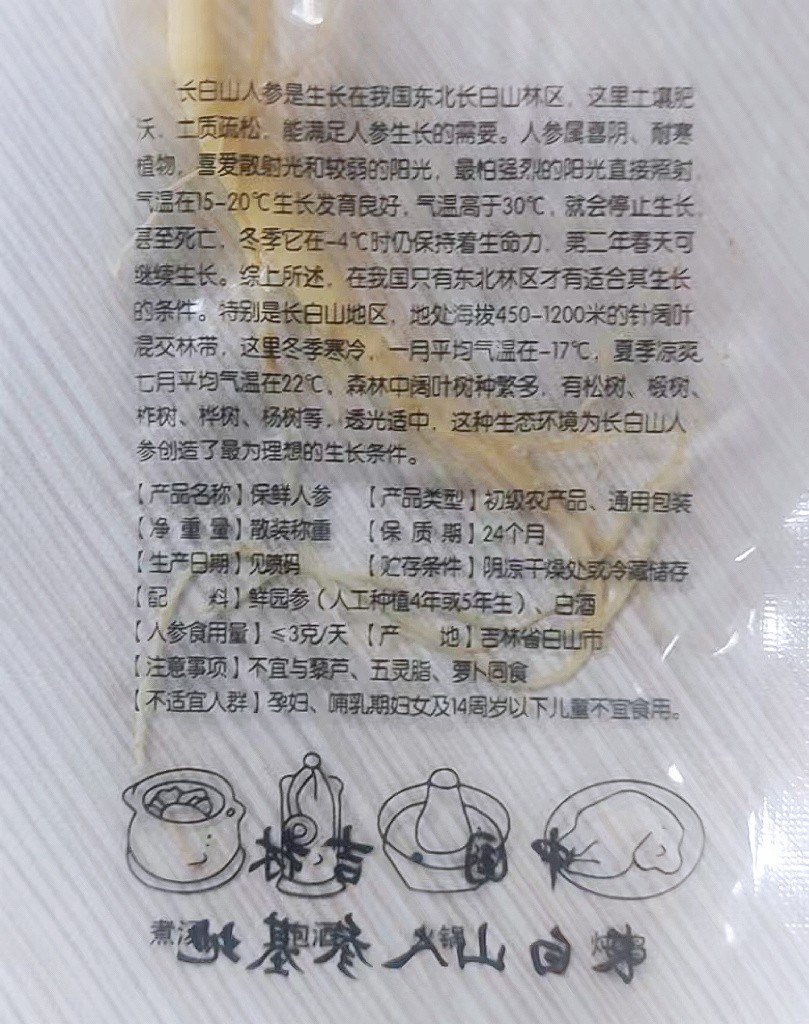 长白山人参是生长在我国东北长白山林区，这里土壤肥
沃，土质疏松，能满足人参生长的需要。人参属喜阴、耐寒
植物，喜爱散射光和较弱的阳光，最怕强烈的阳光直接照射，
气温在15-20℃生长发育良好，气温高于30℃，就会停止生长，
甚至死亡，冬季它在-4℃时仍保持着生命力，第二年春天可
继续生长。综上所述，在我国只有东北林区才有适合其生长
的条件。特别是长白山地区，地处海拔450-1200米的针阔叶
混交林带，这里冬季寒冷，一月平均气温在-17℃，夏季凉爽，
七月平均气温在22℃，森林中阔叶树种繁多，有松树、椴树、
柞树、桦树、杨树等，透光适中，这种生态环境为长白山人
参创造了最为理想的生长条件。
【产品名称】保鲜人参 【产品类型】初级农产品、通用包装
【净 重 量】散装称重 【保 质 期】24个月
【生产日期】见喷码 【贮存条件】阴凉干燥处或冷藏储存
【配 料】鲜园参（人工种植4年或5年生）、白酒
【人参食用量】≤3克/天 【产 地】吉林省白山市
【注意事项】不宜与藜芦、五灵脂、萝卜同食
【不适宜人群】孕妇、哺乳期妇女及14周岁以下儿童不宜食用。
中国 吉林
煮汤 泡酒 火锅 炖鸡
长白山人参基地